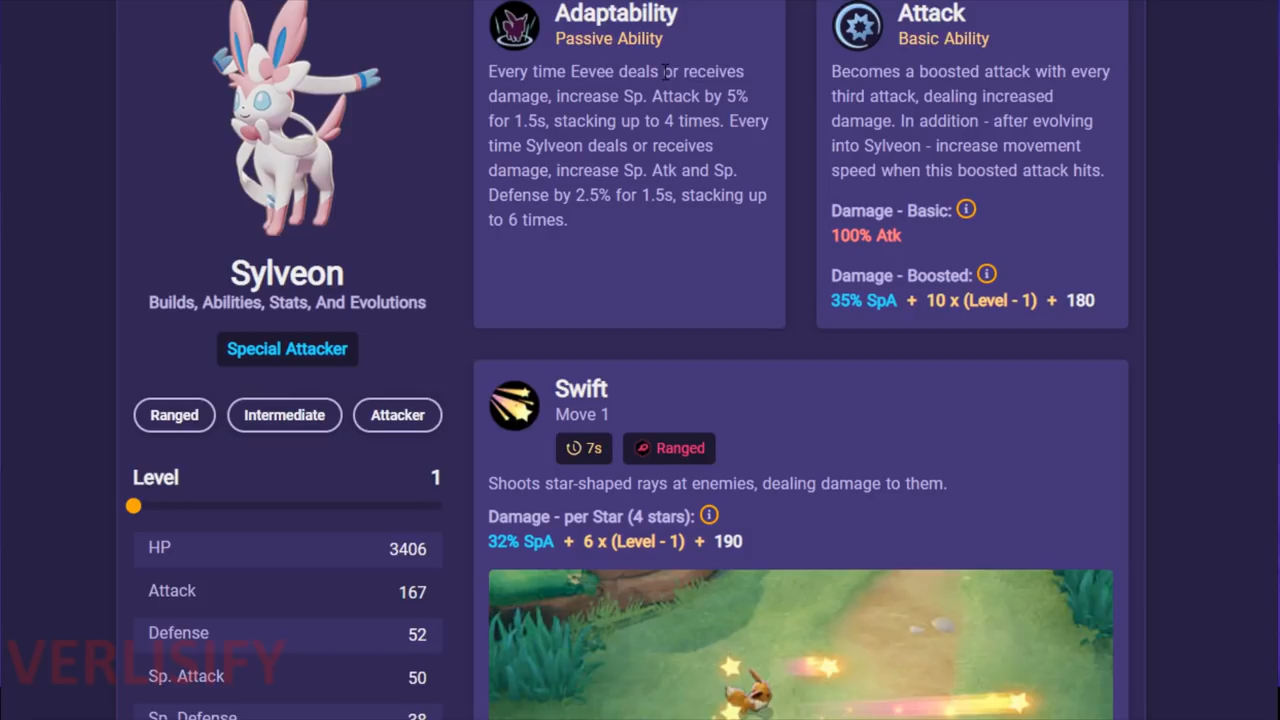 Sylveon
Builds, Abilities, Stats, And Evolutions
Special Attacker
Ranged
Intermediate
Attacker
Level 1
HP 3406
Attack 167
Defense 52
Sp. Attack 50
Sp. Defense 38
VERLISIFY
Adaptability
Passive Ability
Every time Eevee deals or receives
damage, increase Sp. Attack by 5%
for 1.5s, stacking up to 4 times. Every
time Sylveon deals or receives
damage, increase Sp. Atk and Sp.
Defense by 2.5% for 1.5s, stacking up
to 6 times.
Attack
Basic Ability
Becomes a boosted attack with every
third attack, dealing increased
damage. In addition - after evolving
into Sylveon - increase movement
speed when this boosted attack hits.
Damage - Basic:
100% Atk
Damage - Boosted:
35% SpA + 10 x (Level - 1) + 180
Swift
Move 1
7s
Ranged
Shoots star-shaped rays at enemies, dealing damage to them.
Damage - per Star (4 stars):
32% SpA + 6 x (Level - 1) + 190